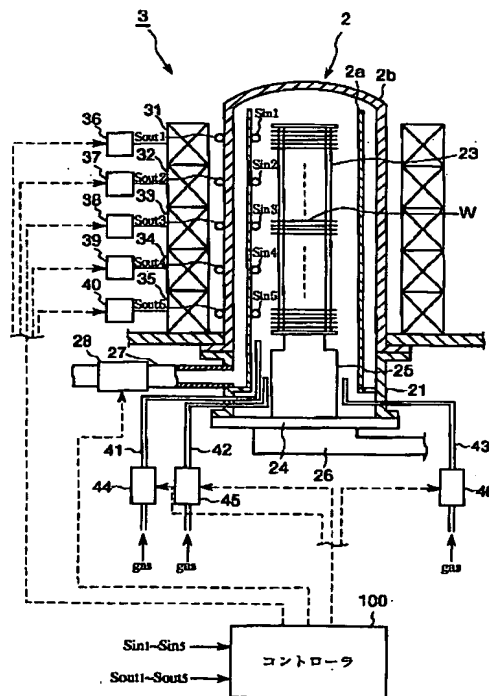 3
2
2a
2b
36
31
Sout1
Sin1
37
32
Sout2
Sin2
23
38
33
Sout3
Sin3
W
39
34
Sout4
Sin4
40
35
Sout5
Sin5
28
27
25
21
41
42
24
26
43
44
45
46
gas
gas
gas
100
Sin1~Sin5
Sout1~Sout5
コントローラ